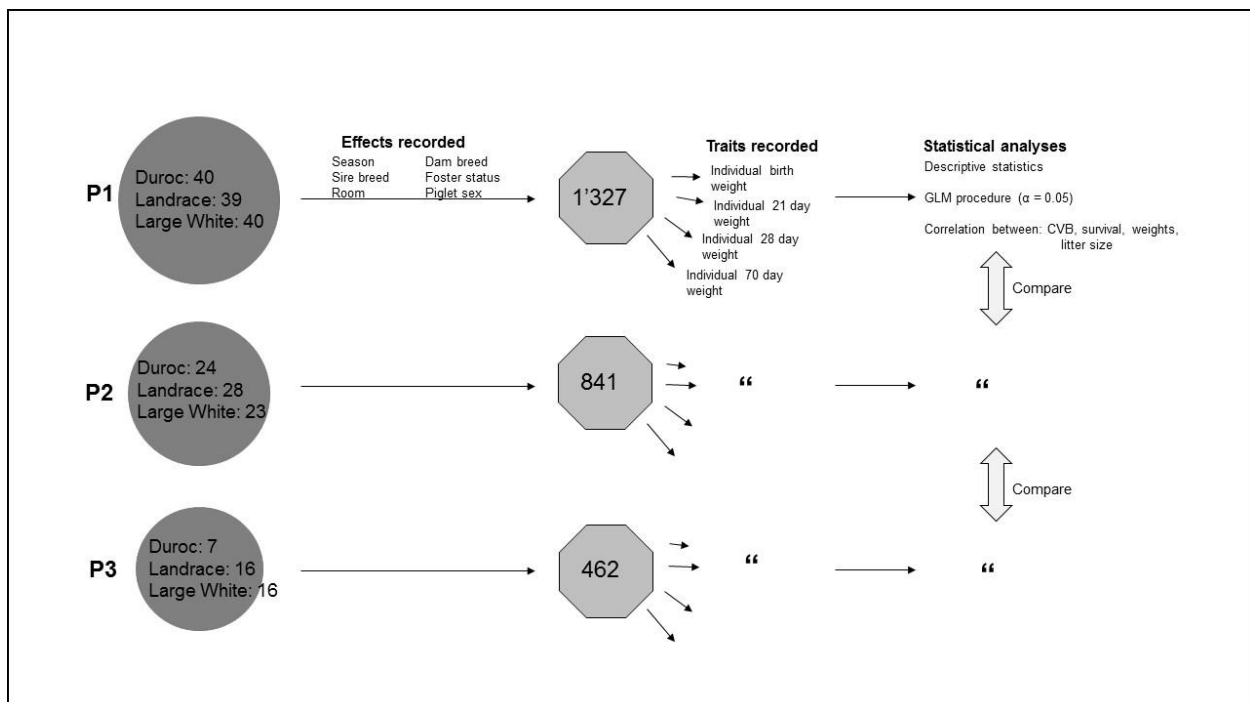 P1
Duroc: 40
Landrace: 39
Large White: 40
Effects recorded
Season
Sire breed
Room
Dam breed
Foster status
Piglet sex
1’327
Traits recorded
Individual birth
weight
Individual 21 day
weight
Individual 28 day
weight
Individual 70 day
weight
Statistical analyses
Descriptive statistics
GLM procedure (α = 0.05)
Correlation between: CVB, survival, weights,
litter size
Compare
P2
Duroc: 24
Landrace: 28
Large White: 23
841
“
“
Compare
P3
Duroc: 7
Landrace: 16
Large White: 16
462
“
“